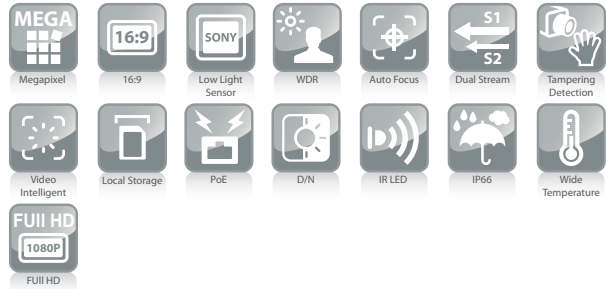 MEGA
16:9
SONY
S1
S2
Megapixel
16:9
Low Light
Sensor
WDR
Auto Focus
Dual Stream
Tampering
Detection
Video
Intelligent
Local Storage
PoE
D/N
IR LED
IP66
Wide
Temperature
FUll HD
1080P
FUll HD